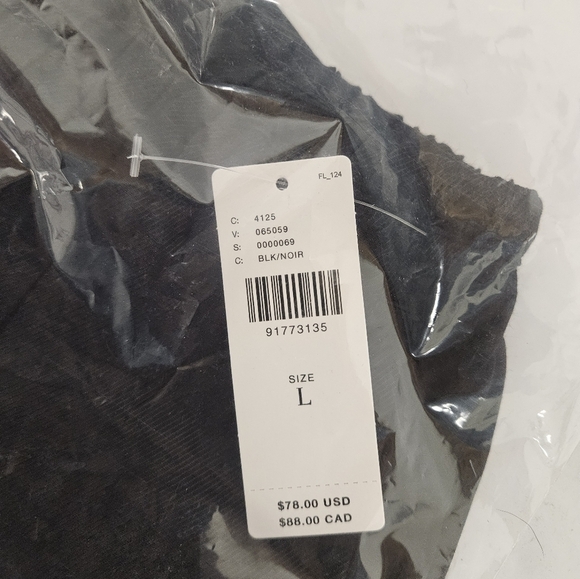 FL_124
C: 4125
V: 065059
S: 0000069
C: BLK/NOIR
91773135
SIZE
L
$78.00 USD
$88.00 CAD